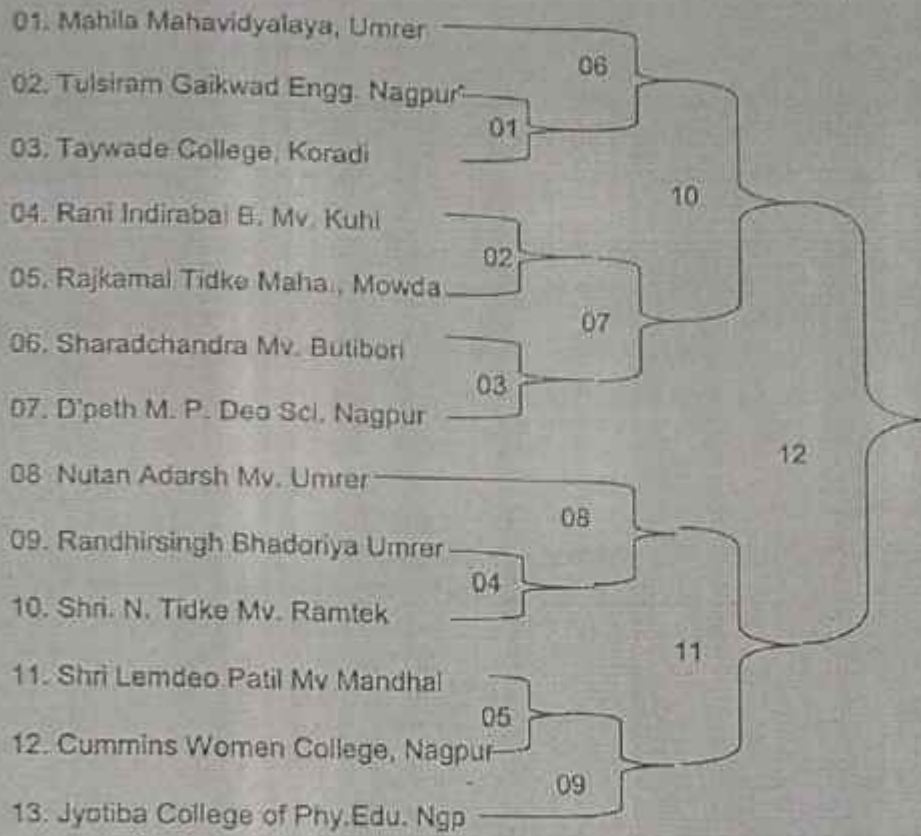 01. Mahila Mahavidyalaya, Umrer
06
02. Tulsiram Gaikwad Engg. Nagpur
01
03. Taywade College, Koradi
10
04. Rani Indirabai B. Mv. Kuhi
02
05. Rajkamal Tidke Maha., Mowda
07
06. Sharadchandra Mv. Butibori
03
07. D'peth M. P. Deo Sci. Nagpur
12
08 Nutan Adarsh Mv. Umrer
08
09. Randhirsingh Bhadoriya Umrer
04
10. Shri. N. Tidke Mv. Ramtek
11
11. Shri Lemdeo Patil Mv Mandhal
05
12. Cummins Women College, Nagpur
09
13. Jyotiba College of Phy.Edu. Ngp